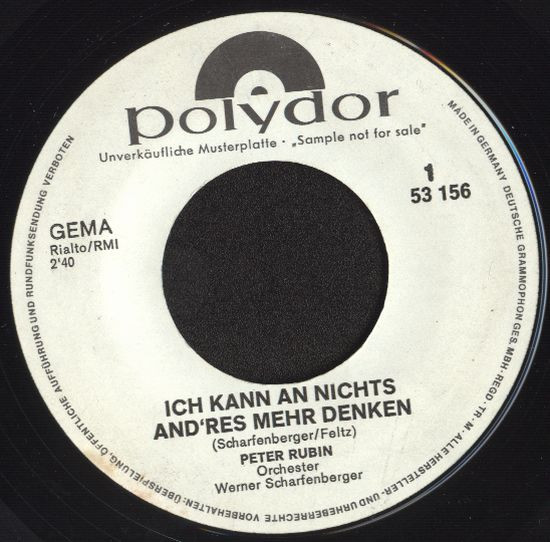 polydor
Unverkäufliche Musterplatte · „Sample not for sale"
1
53 156
GEMA
Rialto/RMI
2'40
ICH KANN AN NICHTS
AND'RES MEHR DENKEN
(Scharfenberger/Feltz)
PETER RUBIN
Orchester
Werner Scharfenberger
MADE IN GERMANY · DEUTSCHE GRAMMOPHON GES. MBH · REGD · TR · M · ALLE HERSTELLER- UND URHEBERRECHTE VORBEHALTEN: ÜBERSPIELUNG, ÖFFENTLICHE AUFFÜHRUNG UND RUNDFUNKSENDUNG VERBOTEN